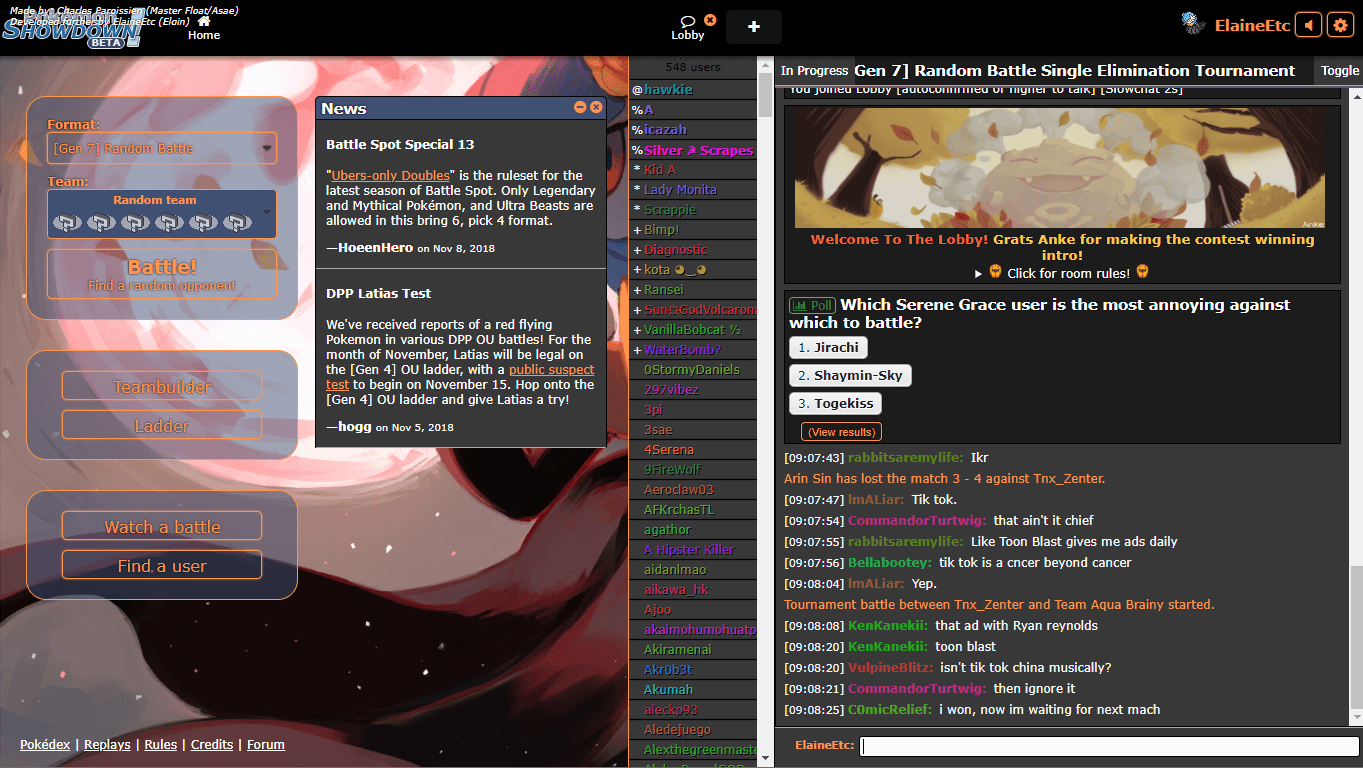 Made by: Charles Parpissien (Master Float/Asae)
Developed further by ElaineEtc (Eloin)
SHOWDOWN!
BETA
Home
Lobby
ElaineEtc
Format:
[Gen 7] Random Battle
Team:
Random team
Battle!
Find a random opponent
Teambuilder
Ladder
Watch a battle
Find a user
Pokédex | Replays | Rules | Credits | Forum
News
Battle Spot Special 13
"Ubers-only Doubles" is the ruleset for the
latest season of Battle Spot. Only Legendary
and Mythical Pokémon, and Ultra Beasts are
allowed in this bring 6, pick 4 format.
—HoeenHero on Nov 8, 2018
DPP Latias Test
We've received reports of a red flying
Pokemon in various DPP OU battles! For the
month of November, Latias will be legal on
the [Gen 4] OU ladder, with a public suspect
test to begin on November 15. Hop onto the
[Gen 4] OU ladder and give Latias a try!
—hogg on Nov 5, 2018
548 users
@hawkie
%A
%icazah
%Silver ☭ Scrapes
* Kid A
* Lady Monita
* Scrappie
+ Bimp!
+ Diagnostic
+ kota ◕‿◕
+ Ransei
+ Sun♯GodVolcarona
+ VanillaBobcat ½
+ WaterBomb?
0StormyDaniels
297vibez
3pi
3sae
4Serena
9FireWolf
Aeroclaw03
AFKrchasTL
agathor
A Hipster Killer
aidanlmao
aikawa_hk
Ajoo
akaimohumohuatp
Akiramenai
Akr0b3t
Akumah
aleckp93
Aledejuego
Alexthegreenmaste
In Progress
Gen 7] Random Battle Single Elimination Tournament
Toggle
You joined Lobby [autoconfirmed or higher to talk] [Slowchat 2s]
Anke
Welcome To The Lobby! Grats Anke for making the contest winning
intro!
▸ Click for room rules!
Poll Which Serene Grace user is the most annoying against
which to battle?
1. Jirachi
2. Shaymin-Sky
3. Togekiss
(View results)
[09:07:43] rabbitsaremylife: Ikr
Arin Sin has lost the match 3 - 4 against Tnx_Zenter.
[09:07:47] lmALiar: Tik tok.
[09:07:54] CommandorTurtwig: that ain't it chief
[09:07:55] rabbitsaremylife: Like Toon Blast gives me ads daily
[09:07:56] Bellabootey: tik tok is a cncer beyond cancer
[09:08:04] lmALiar: Yep.
Tournament battle between Tnx_Zenter and Team Aqua Brainy started.
[09:08:08] KenKanekii: that ad with Ryan reynolds
[09:08:20] KenKanekii: toon blast
[09:08:20] VulpineBlitz: isn't tik tok china musically?
[09:08:21] CommandorTurtwig: then ignore it
[09:08:25] C0micRelief: i won, now im waiting for next mach
ElaineEtc: